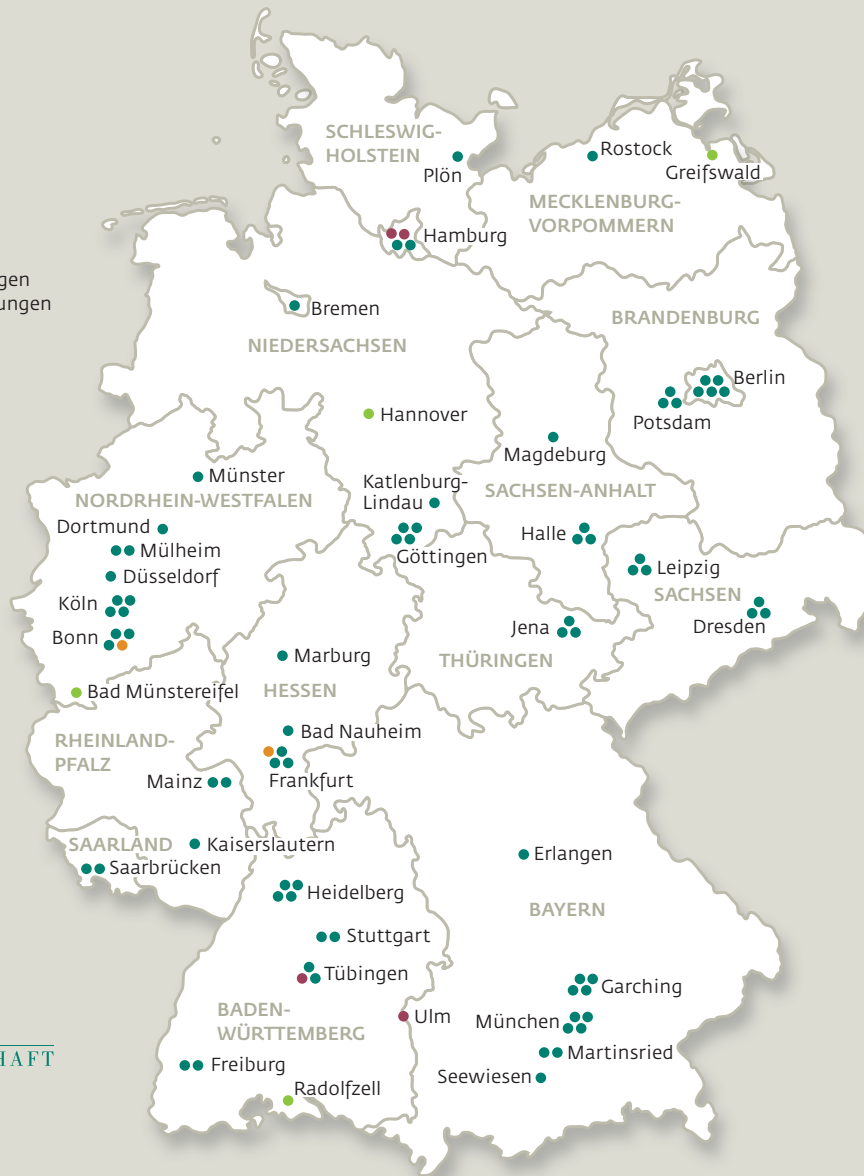 SCHLESWIG-
HOLSTEIN
Plön
Rostock
Greifswald
MECKLENBURG-
VORPOMMERN
Hamburg
Bremen
NIEDERSACHSEN
BRANDENBURG
Berlin
Potsdam
Hannover
Magdeburg
Münster
NORDRHEIN-WESTFALEN
Katlenburg-
Lindau
SACHSEN-ANHALT
Dortmund
Mülheim
Göttingen
Halle
Düsseldorf
Leipzig
Köln
SACHSEN
Bonn
Jena
Dresden
Marburg
THÜRINGEN
Bad Münstereifel
HESSEN
RHEINLAND-
PFALZ
Bad Nauheim
Mainz
Frankfurt
SAARLAND
Kaiserslautern
Saarbrücken
Erlangen
Heidelberg
BAYERN
Stuttgart
Tübingen
Garching
BADEN-
WÜRTTEMBERG
Ulm
München
Martinsried
Freiburg
Seewiesen
Radolfzell